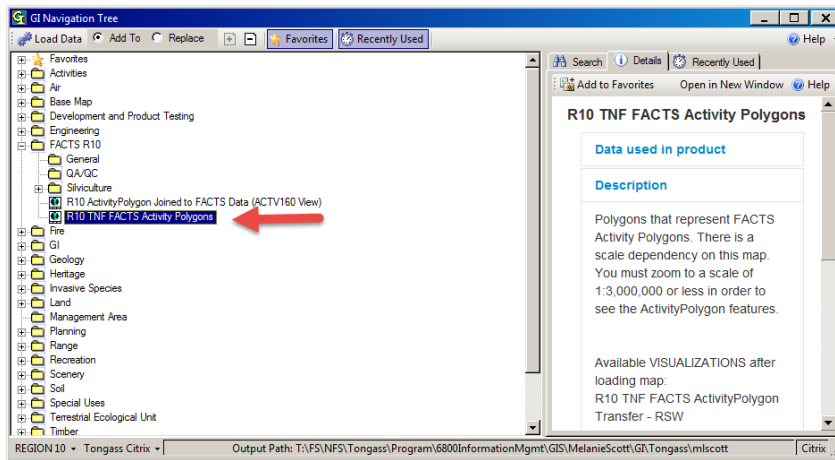 GI Navigation Tree
Load Data Add To Replace Favorites Recently Used Help
Favorites
Activities
Air
Base Map
Development and Product Testing
Engineering
FACTS R10
General
QA/QC
Silviculture
R10 ActivityPolygon Joined to FACTS Data (ACTV160 View)
R10 TNF FACTS Activity Polygons
Fire
GI
Geology
Heritage
Invasive Species
Land
Management Area
Planning
Range
Recreation
Scenery
Soil
Special Uses
Terrestrial Ecological Unit
Timber
Search Details Recently Used
Add to Favorites Open in New Window Help
R10 TNF FACTS Activity Polygons
Data used in product
Description
Polygons that represent FACTS
Activity Polygons. There is a
scale dependency on this map.
You must zoom to a scale of
1:3,000,000 or less in order to
see the ActivityPolygon features.
Available VISUALIZATIONS after
loading map:
R10 TNF FACTS ActivityPolygon
Transfer - RSW
REGION 10 Tongass Citrix Output Path: T:\FS\NFS\Tongass\Program\6800InformationMgmt\GIS\MelanieScott\GI\Tongass\mlscott Citrix